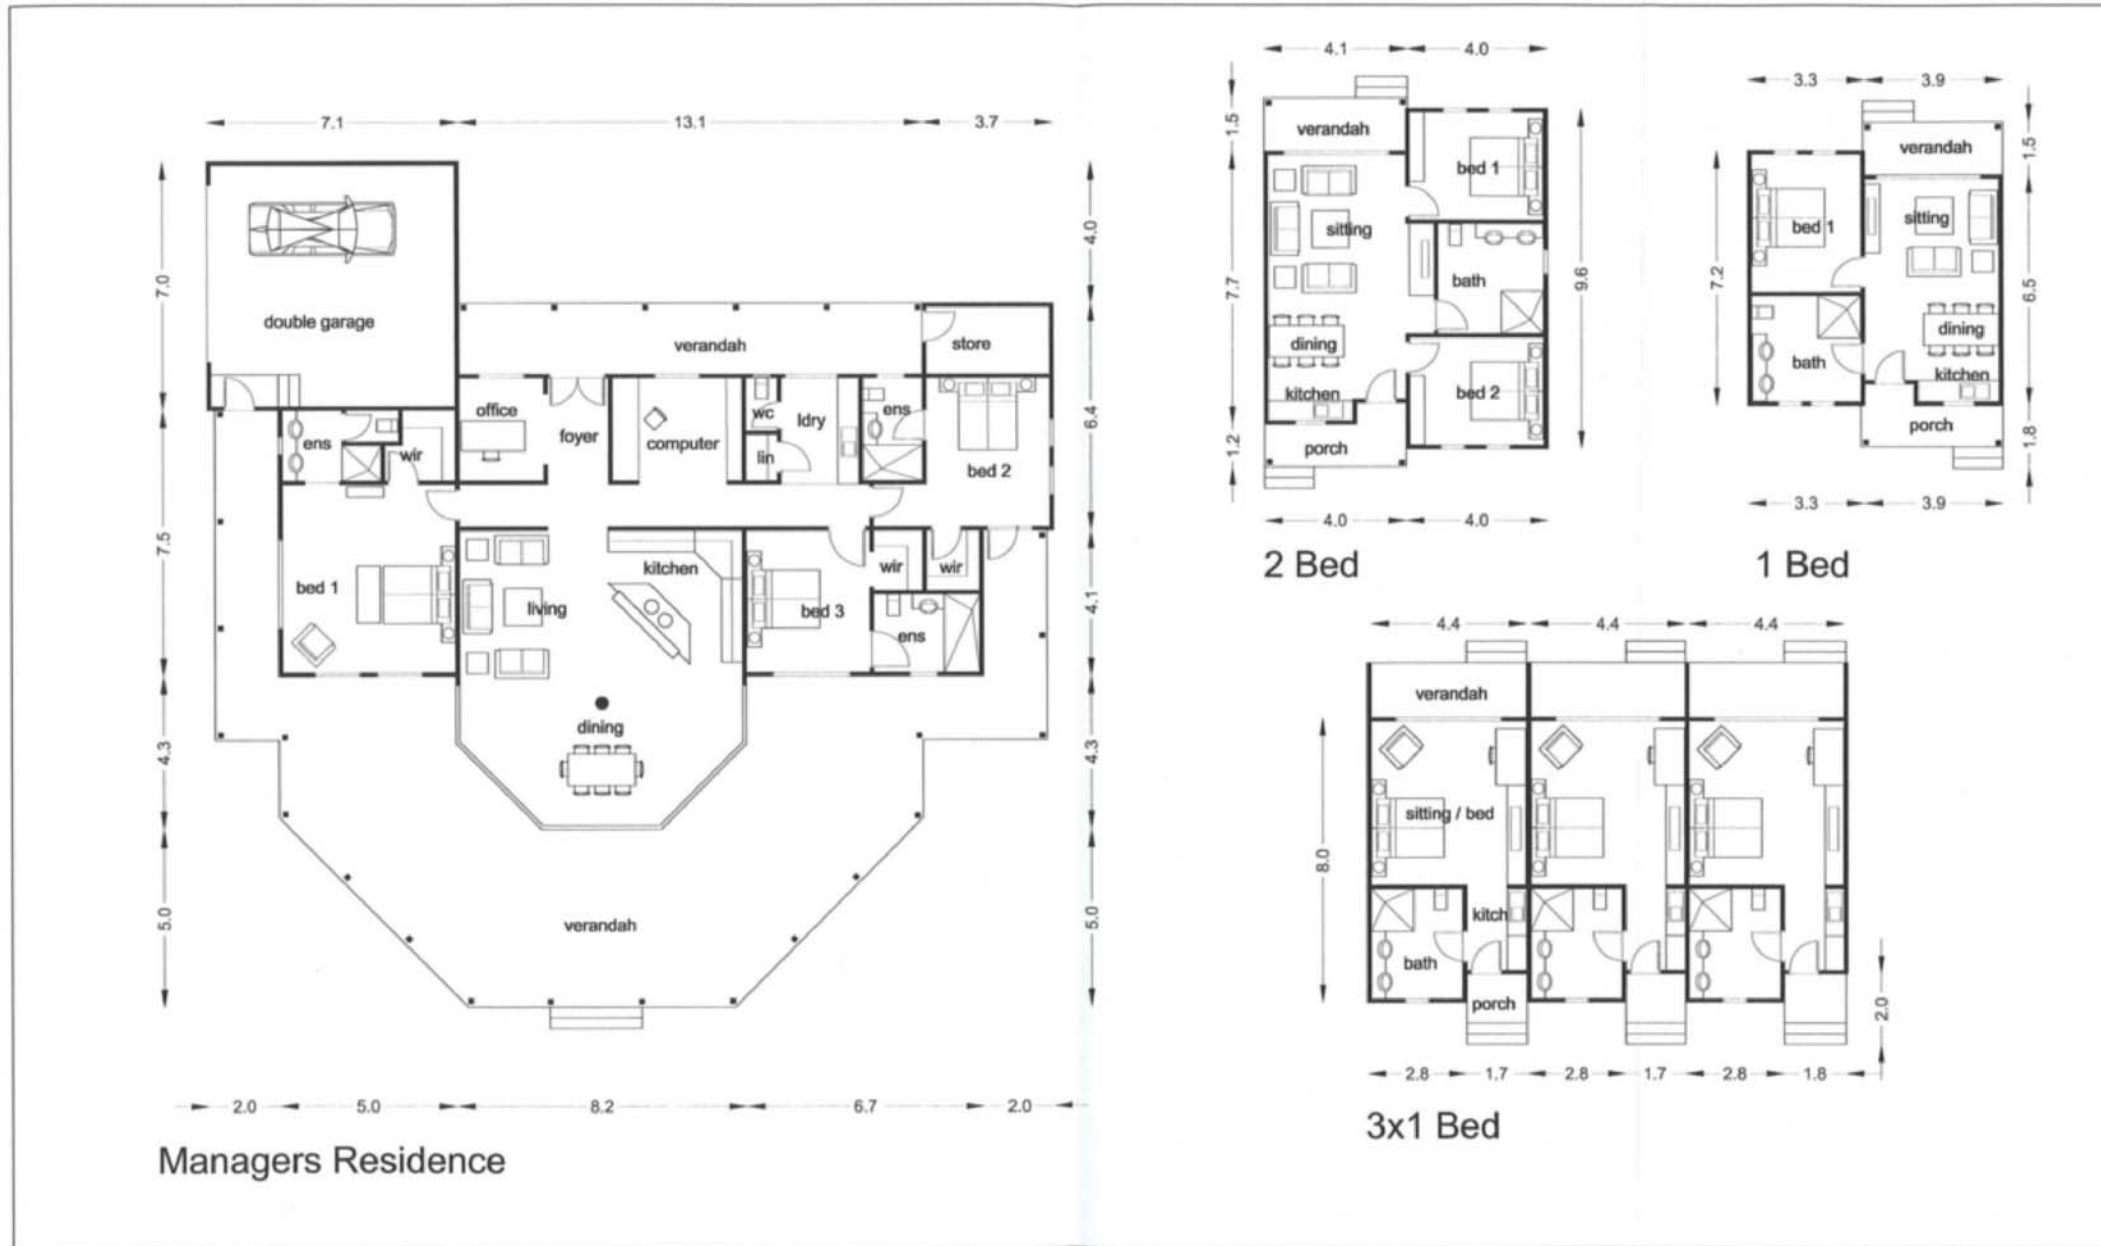 7.1 13.1 3.7
7.0
7.5
4.3
5.0
4.0
6.4
4.1
4.3
5.0
double garage
verandah
store
office
foyer
computer
wc
lin
ldry
ens
bed 2
ens
wir
bed 1
living
kitchen
bed 3
wir
wir
ens
dining
verandah
2.0 5.0 8.2 6.7 2.0
Managers Residence
4.1 4.0
1.5
7.7
1.2
9.6
verandah
bed 1
sitting
bath
dining
kitchen
bed 2
porch
4.0 4.0
2 Bed
3.3 3.9
7.2
1.5
6.5
1.8
verandah
bed 1
sitting
dining
bath
kitchen
porch
3.3 3.9
1 Bed
4.4 4.4 4.4
verandah
8.0
sitting / bed
kitch
bath
porch
2.0
2.8 1.7 2.8 1.7 2.8 1.8
3x1 Bed